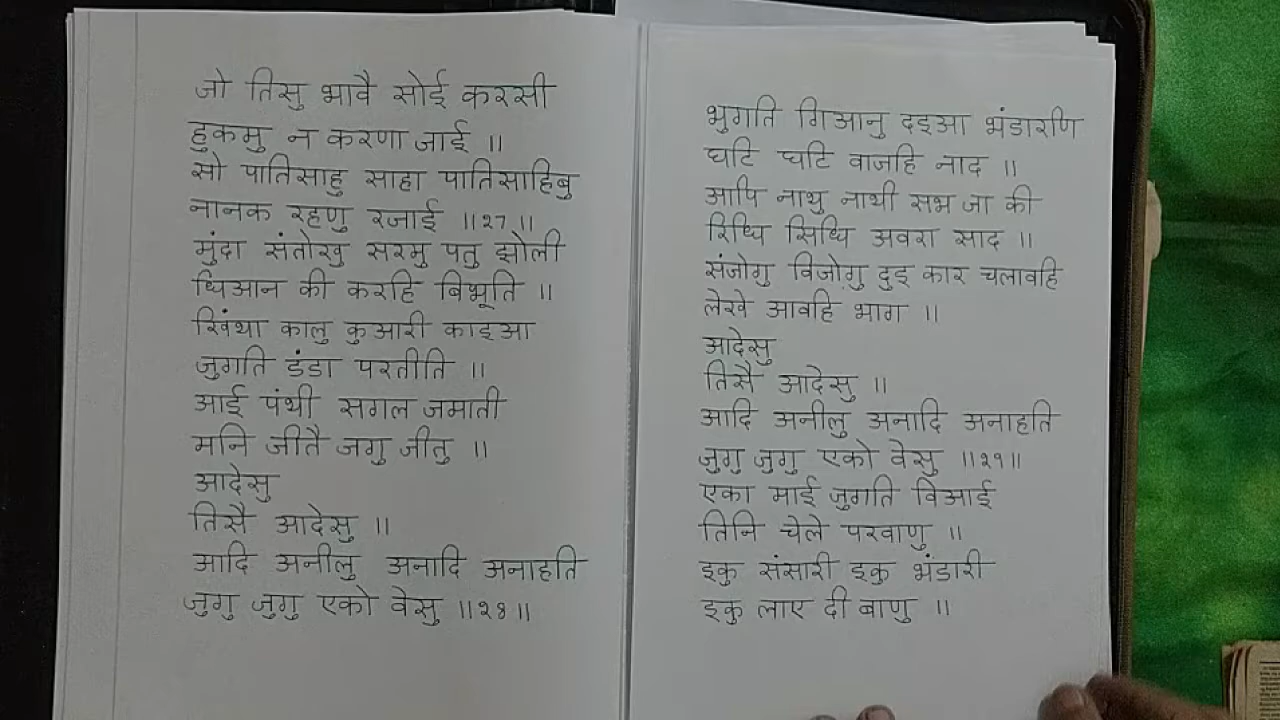 जो तिसु भावै सोई करसी
हुकमु न करणा जाई ॥
सो पातिसाहु साहा पातिसाहिबु
नानक रहणु रजाई ॥२७॥
मुंदा संतोखु सरमु पतु झोली
धिआन की करहि बिभूति ॥
खिंथा कालु कुआरी काइआ
जुगति डंडा परतीति ॥
आई पंथी सगल जमाती
मनि जीतै जगु जीतु ॥
आदेसु
तिसै आदेसु ॥
आदि अनीलु अनादि अनाहति
जुगु जुगु एको वेसु ॥२८॥
भुगति गिआनु दइआ भंडारणि
घटि घटि वाजहि नाद ॥
आपि नाथु नाथी सभ जा की
रिधि सिधि अवरा साद ॥
संजोगु विजोगु दुइ कार चलावहि
लेखे आवहि भाग ॥
आदेसु
तिसै आदेसु ॥
आदि अनीलु अनादि अनाहति
जुगु जुगु एको वेसु ॥२९॥
एका माई जुगति विआई
तिनि चेले परवाणु ॥
इकु संसारी इकु भंडारी
इकु लाए दीबाणु ॥